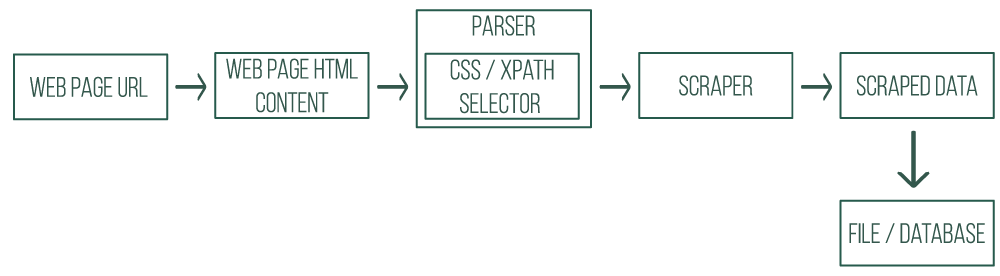 PARSER
WEB PAGE URL
WEB PAGE HTML
CONTENT
CSS / XPATH
SELECTOR
SCRAPER
SCRAPED DATA
FILE / DATABASE